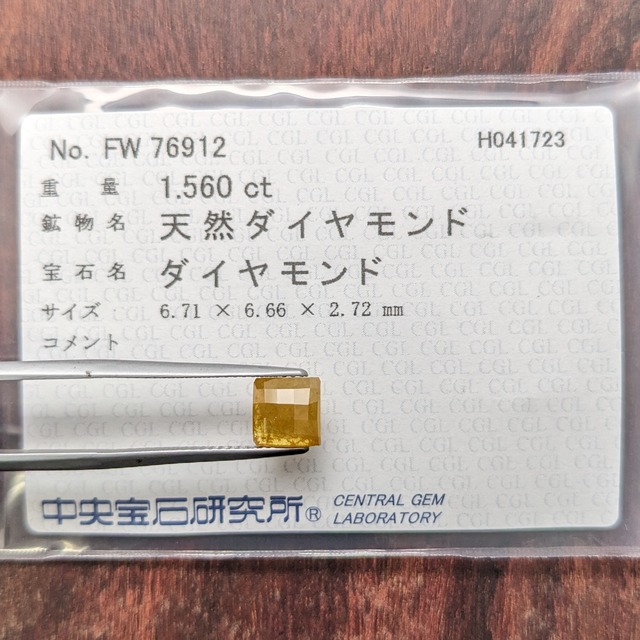 No. FW 76912
H041723
重量 1.560 ct
鉱物名 天然ダイヤモンド
宝石名 ダイヤモンド
サイズ 6.71 × 6.66 × 2.72 mm
コメント
中央宝石研究所® CENTRAL GEM
LABORATORY